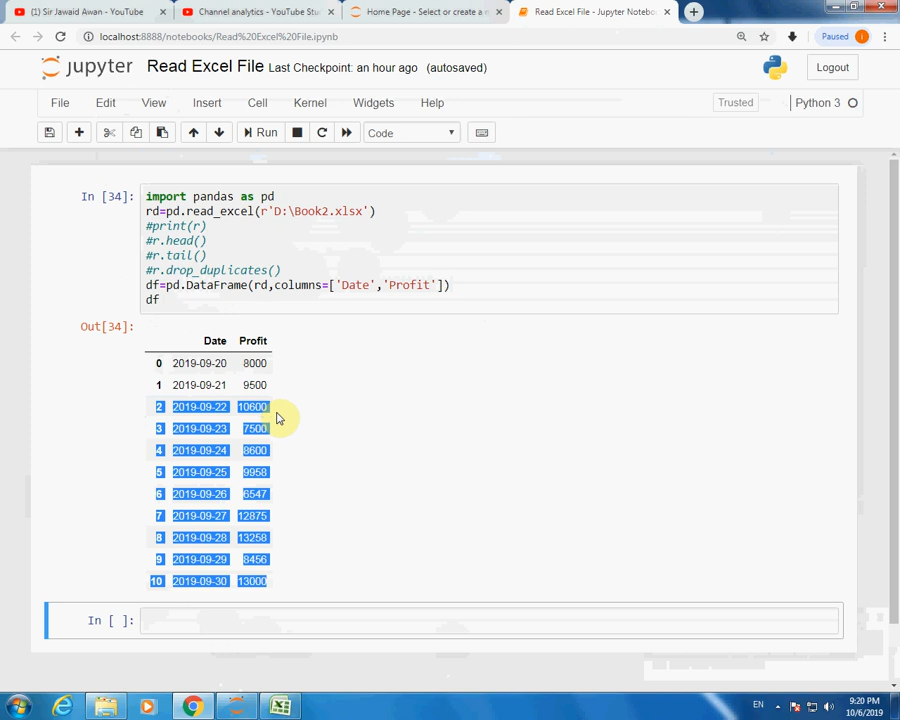 (1) Sir Jawaid Awan - YouTube
Channel analytics - YouTube Stu
Home Page - Select or create a n
Read Excel File - Jupyter Noteboo
localhost:8888/notebooks/Read%20Excel%20File.ipynb
Paused
jupyter Read Excel File Last Checkpoint: an hour ago (autosaved)
Logout
File Edit View Insert Cell Kernel Widgets Help
Trusted
Python 3
Run
Code
In [34]:
import pandas as pd
rd=pd.read_excel(r'D:\Book2.xlsx')
#print(r)
#r.head()
#r.tail()
#r.drop_duplicates()
df=pd.DataFrame(rd,columns=['Date','Profit'])
df
Out[34]:
Date Profit
0 2019-09-20 8000
1 2019-09-21 9500
2 2019-09-22 10600
3 2019-09-23 7500
4 2019-09-24 8600
5 2019-09-25 9958
6 2019-09-26 6547
7 2019-09-27 12875
8 2019-09-28 13258
9 2019-09-29 8456
10 2019-09-30 13000
In [ ]:
EN
9:20 PM
10/6/2019